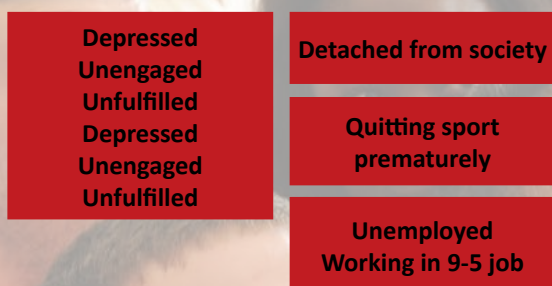 Depressed
Unengaged
Unfulfilled
Depressed
Unengaged
Unfulfilled
Detached from society
Quitting sport
prematurely
Unemployed
Working in 9-5 job